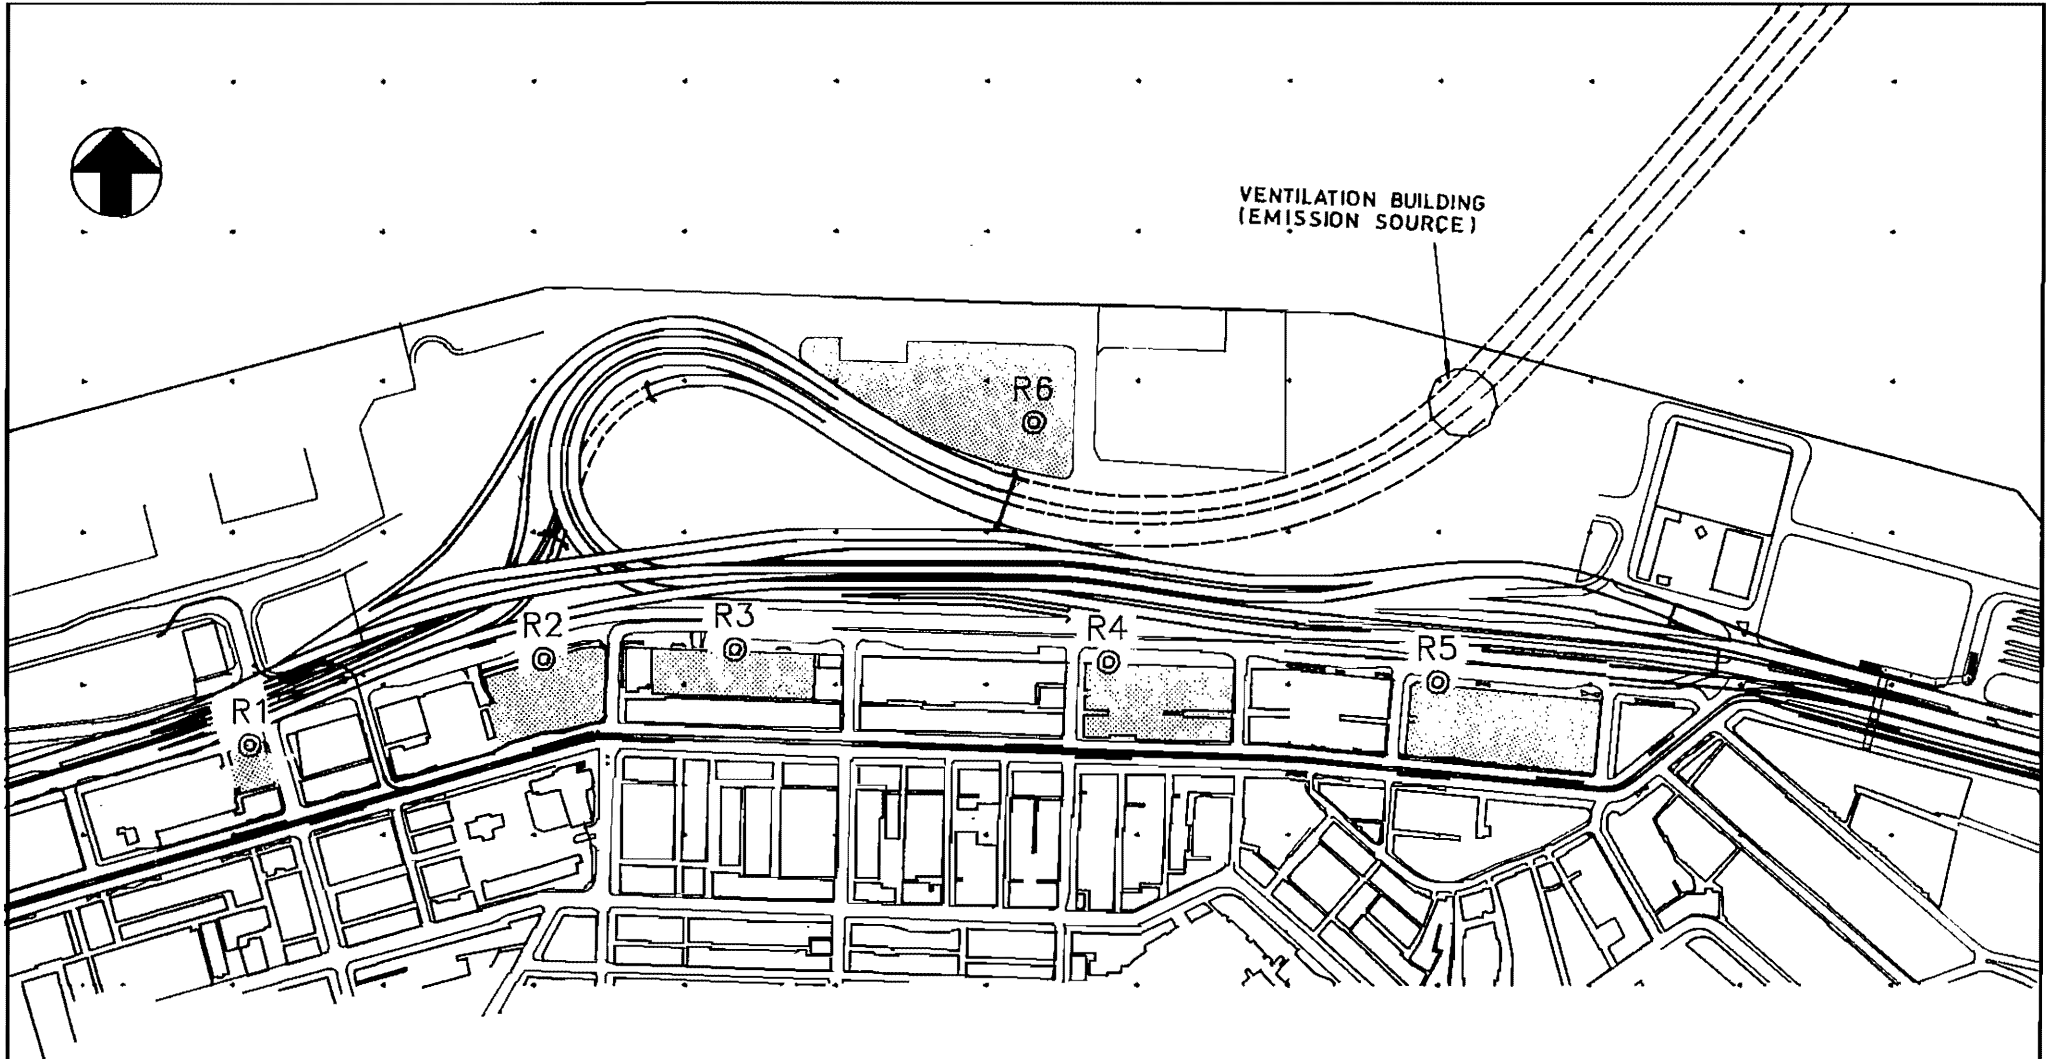 VENTILATION BUILDING
(EMISSION SOURCE)
R6
R3
R2
R4
R5
R1